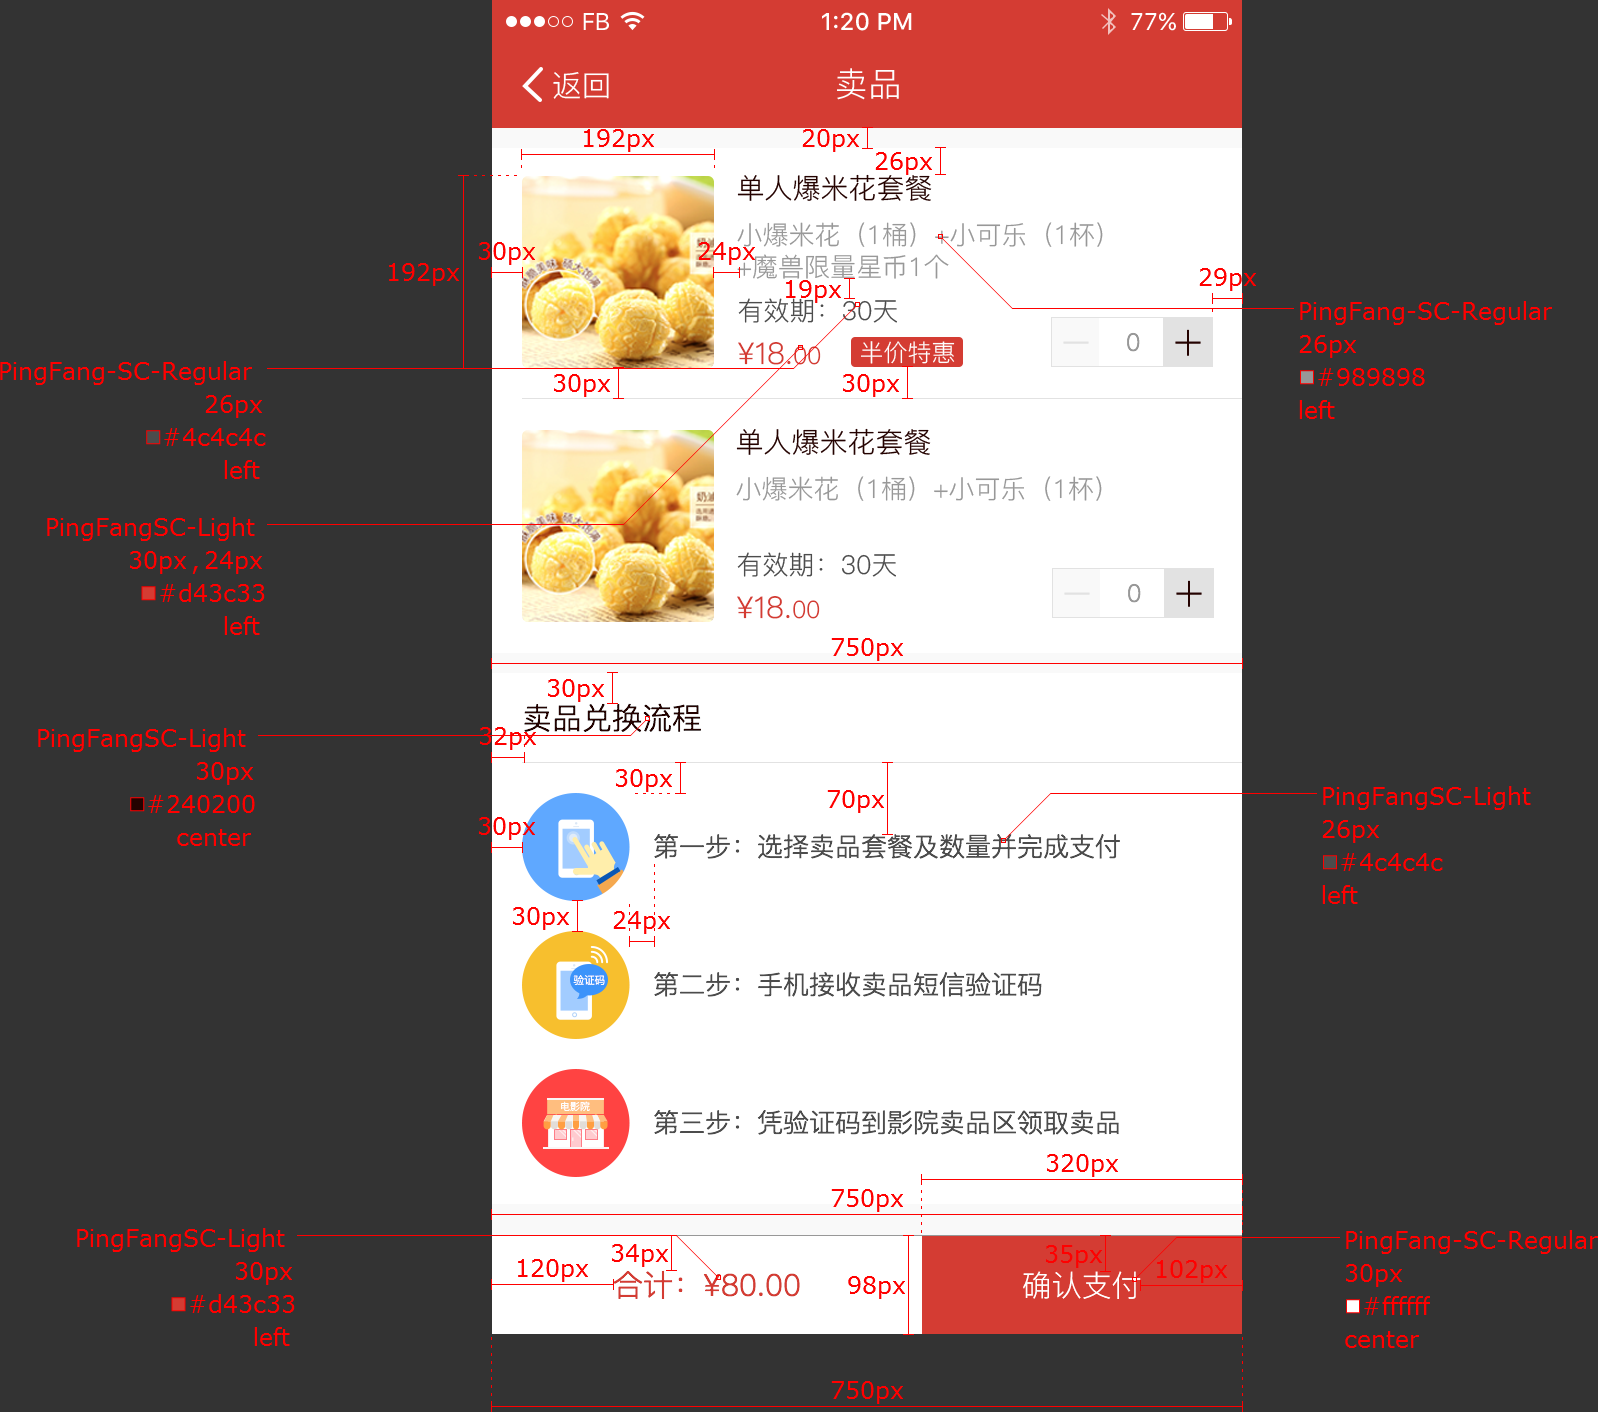 FB
1:20 PM
77%
返回
卖品
192px
20px
26px
单人爆米花套餐
小爆米花（1桶）+小可乐（1杯）
+魔兽限量星币1个
30px
24px
192px
19px
29px
有效期：30天
¥18.00
半价特惠
0
30px
30px
PingFang-SC-Regular
26px
#989898
left
PingFang-SC-Regular
26px
#4c4c4c
left
单人爆米花套餐
小爆米花（1桶）+小可乐（1杯）
奶油
PingFangSC-Light
30px,24px
#d43c33
left
有效期：30天
¥18.00
0
750px
30px
卖品兑换流程
32px
PingFangSC-Light
30px
#240200
center
30px
70px
30px
第一步：选择卖品套餐及数量并完成支付
PingFangSC-Light
26px
#4c4c4c
left
30px
24px
验证码
第二步：手机接收卖品短信验证码
电影院
第三步：凭验证码到影院卖品区领取卖品
320px
750px
PingFangSC-Light
30px
#d43c33
left
34px
120px
合计：¥80.00
98px
35px
102px
确认支付
PingFang-SC-Regular
30px
#ffffff
center
750px